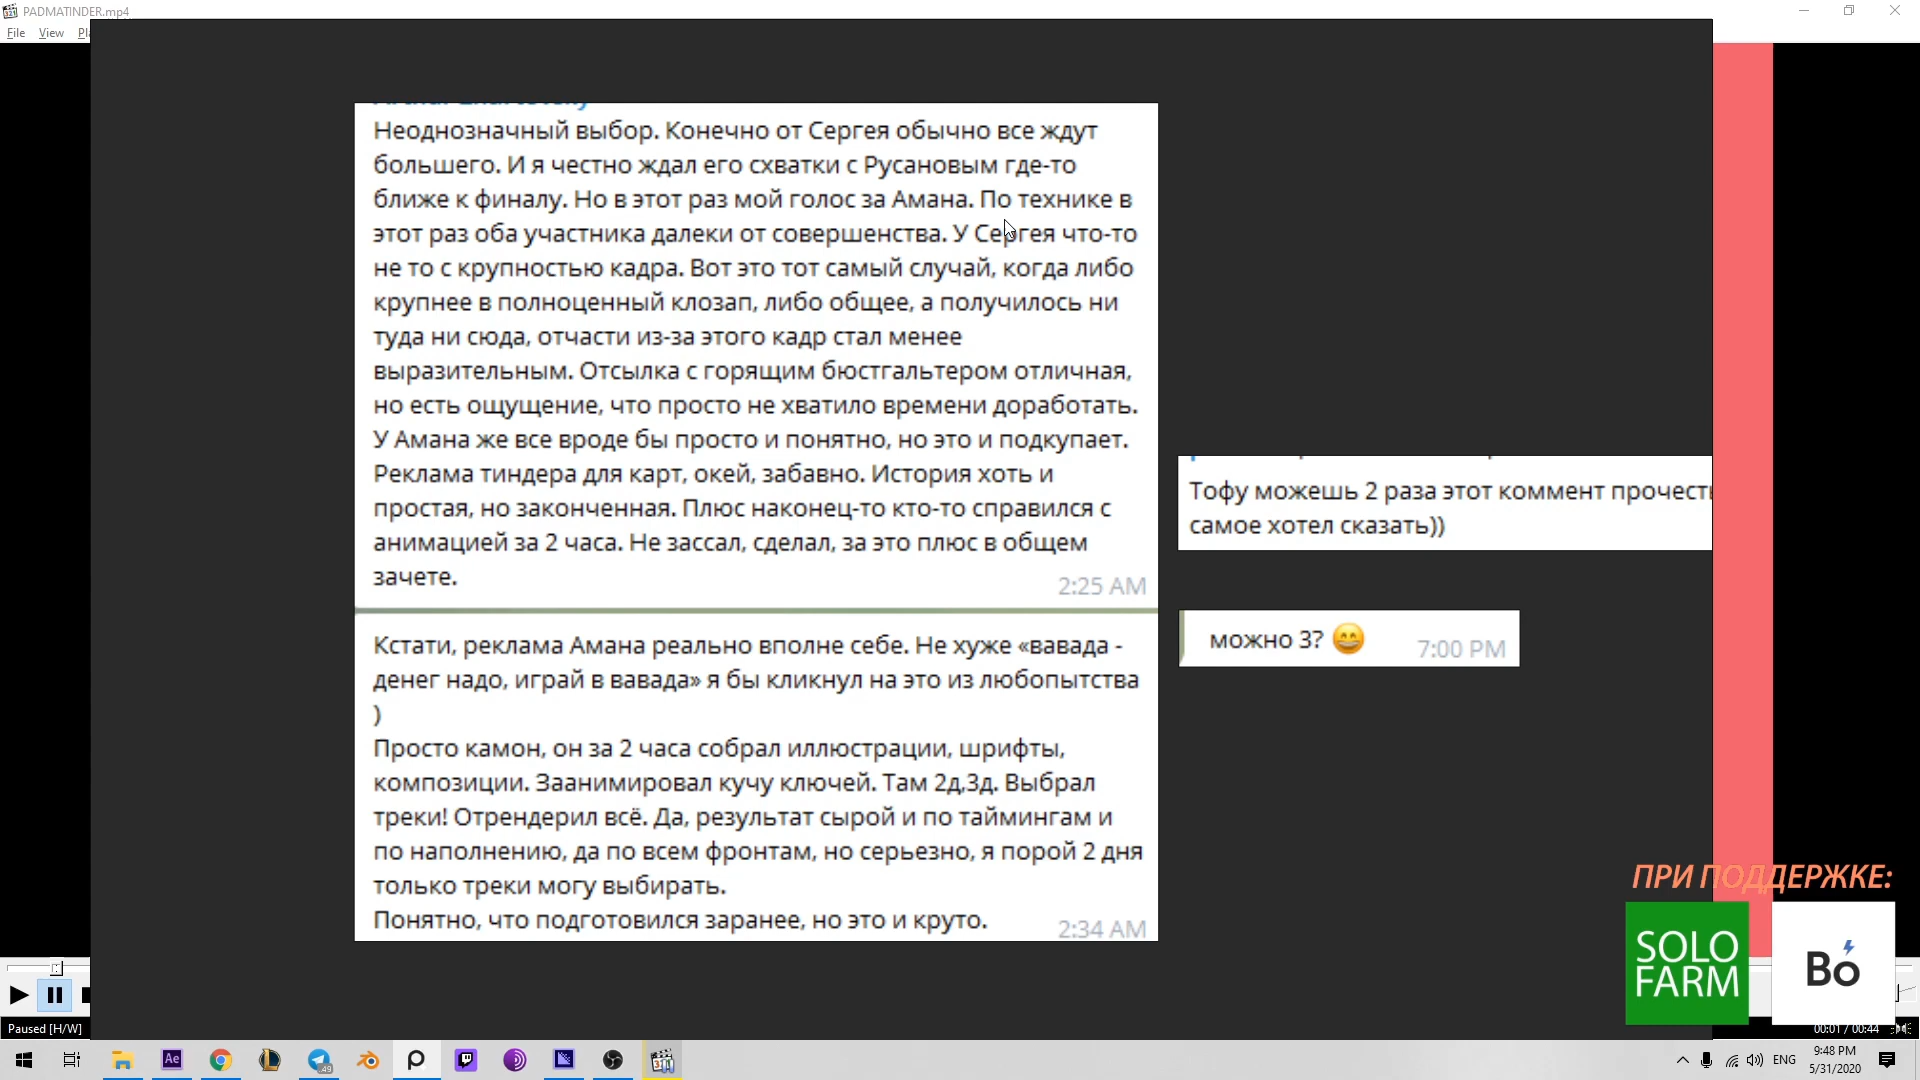 PADMATINDER.mp4
File View
Неоднозначный выбор. Конечно от Сергея обычно все ждут
большего. И я честно ждал его схватки с Русановым где-то
ближе к финалу. Но в этот раз мой голос за Амана. По технике в
этот раз оба участника далеки от совершенства. У Сергея что-то
не то с крупностью кадра. Вот это тот самый случай, когда либо
крупнее в полноценный клозап, либо общее, а получилось ни
туда ни сюда, отчасти из-за этого кадр стал менее
выразительным. Отсылка с горящим бюстгальтером отличная,
но есть ощущение, что просто не хватило времени доработать.
У Амана же все вроде бы просто и понятно, но это и подкупает.
Реклама тиндера для карт, окей, забавно. История хоть и
простая, но законченная. Плюс наконец-то кто-то справился с
анимацией за 2 часа. Не зассал, сделал, за это плюс в общем
зачете.
2:25 AM
Кстати, реклама Амана реально вполне себе. Не хуже «вавада -
денег надо, играй в вавада» я бы кликнул на это из любопытства
)
Просто камон, он за 2 часа собрал иллюстрации, шрифты,
композиции. Заанимировал кучу ключей. Там 2д,3д. Выбрал
треки! Отрендерил всё. Да, результат сырой и по таймингам и
по наполнению, да по всем фронтам, но серьезно, я порой 2 дня
только треки могу выбирать.
Понятно, что подготовился заранее, но это и круто.
2:34 AM
Тофу можешь 2 раза этот коммент прочесть
самое хотел сказать))
можно 3? 😄
7:00 PM
ПРИ ПОДДЕРЖКЕ:
SOLO
FARM
Bo
Paused [H/W]
00:01 / 00:44
Ae
49
321
ENG
9:48 PM
5/31/2020